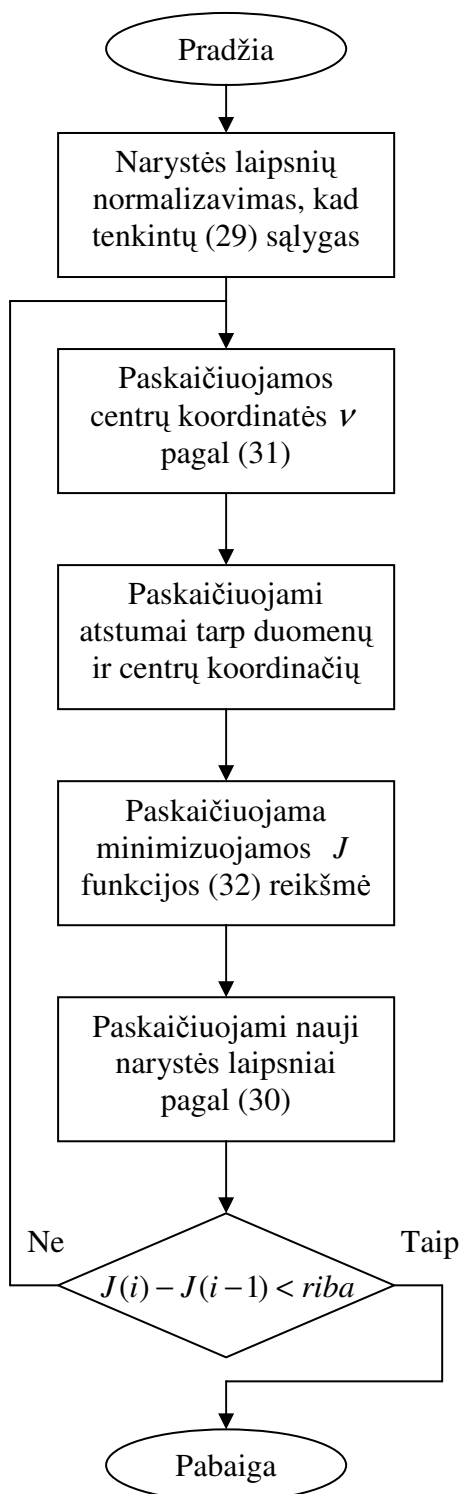 Pradžia
Narystės laipsnių
normalizavimas, kad
tenkintų (29) sąlygas
Paskaičiuojamos
centrų koordinatės ν
pagal (31)
Paskaičiuojami
atstumai tarp duomenų
ir centrų koordinačių
Paskaičiuojama
minimizuojamos J
funkcijos (32) reikšmė
Paskaičiuojami nauji
narystės laipsniai
pagal (30)
Ne
Taip
J(i) − J(i−1) < riba
Pabaiga